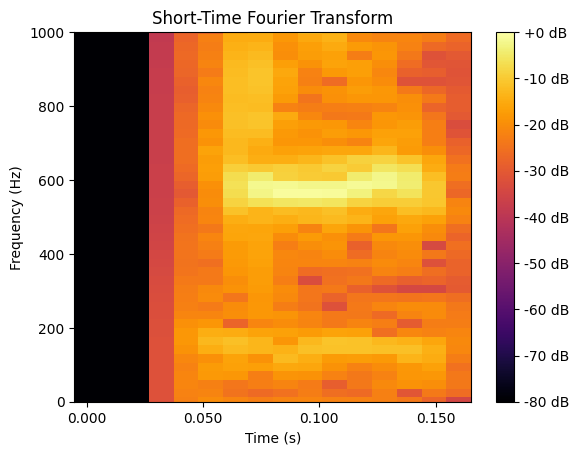 Short-Time Fourier Transform
1000
800
600
400
200
0
Frequency (Hz)
0.000
0.050
0.100
0.150
Time (s)
+0 dB
-10 dB
-20 dB
-30 dB
-40 dB
-50 dB
-60 dB
-70 dB
-80 dB